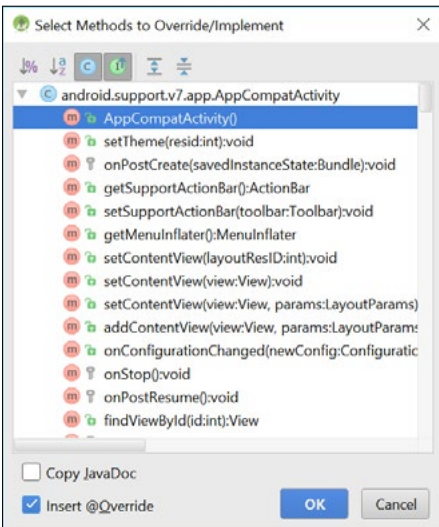 Select Methods to Override/Implement
android.support.v7.app.AppCompatActivity
AppCompatActivity()
setTheme(resid:int):void
onPostCreate(savedInstanceState:Bundle):void
getSupportActionBar():ActionBar
setSupportActionBar(toolbar:Toolbar):void
getMenuInflater():MenuInflater
setContentView(layoutResID:int):void
setContentView(view:View):void
setContentView(view:View, params:LayoutParams)
addContentView(view:View, params:LayoutParams
onConfigurationChanged(newConfig:Configuratic
onStop():void
onPostResume():void
findViewById(id:int):View
Copy JavaDoc
Insert @Override
OK
Cancel